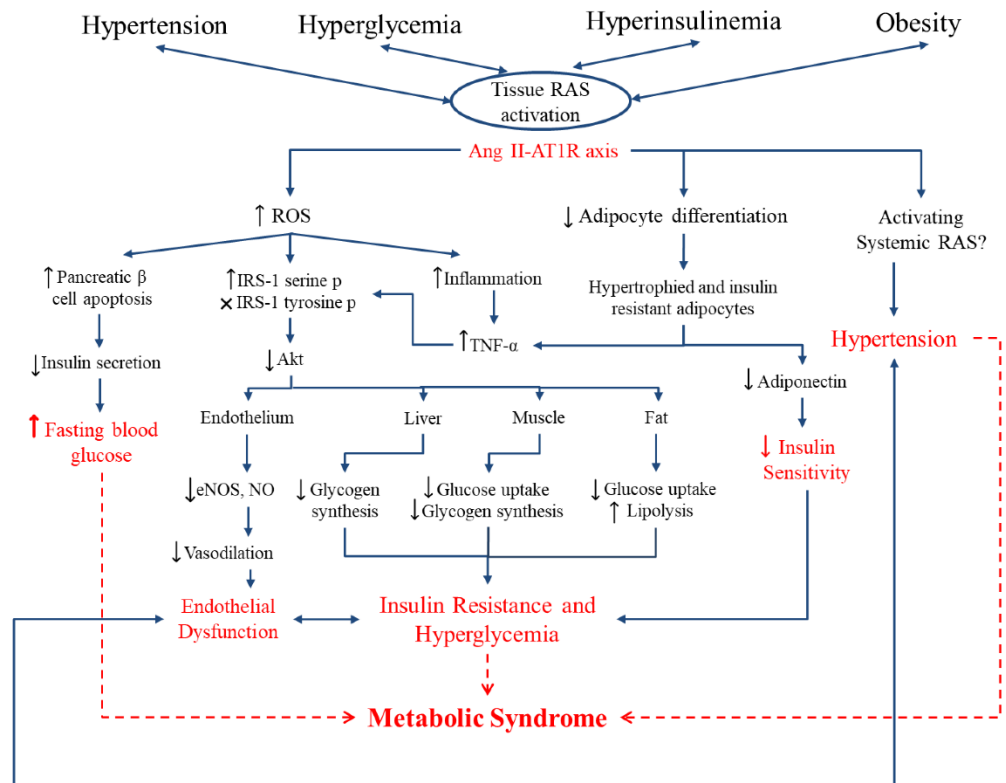 Hypertension
Hyperglycemia
Hyperinsulinemia
Obesity
Tissue RAS
activation
Ang II-AT1R axis
↑ ROS
↓ Adipocyte differentiation
Activating
Systemic RAS?
↑ Pancreatic β
cell apoptosis
↑ IRS-1 serine p
× IRS-1 tyrosine p
↑ Inflammation
Hypertrophied and insulin
resistant adipocytes
↑ TNF-α
Hypertension
↓ Insulin secretion
↓ Akt
↓ Adiponectin
Endothelium
Liver
Muscle
Fat
↑ Fasting blood
glucose
↓ Insulin
Sensitivity
↓ eNOS, NO
↓ Glycogen
synthesis
↓ Glucose uptake
↓ Glycogen synthesis
↓ Glucose uptake
↑ Lipolysis
↓ Vasodilation
Endothelial
Dysfunction
Insulin Resistance and
Hyperglycemia
Metabolic Syndrome